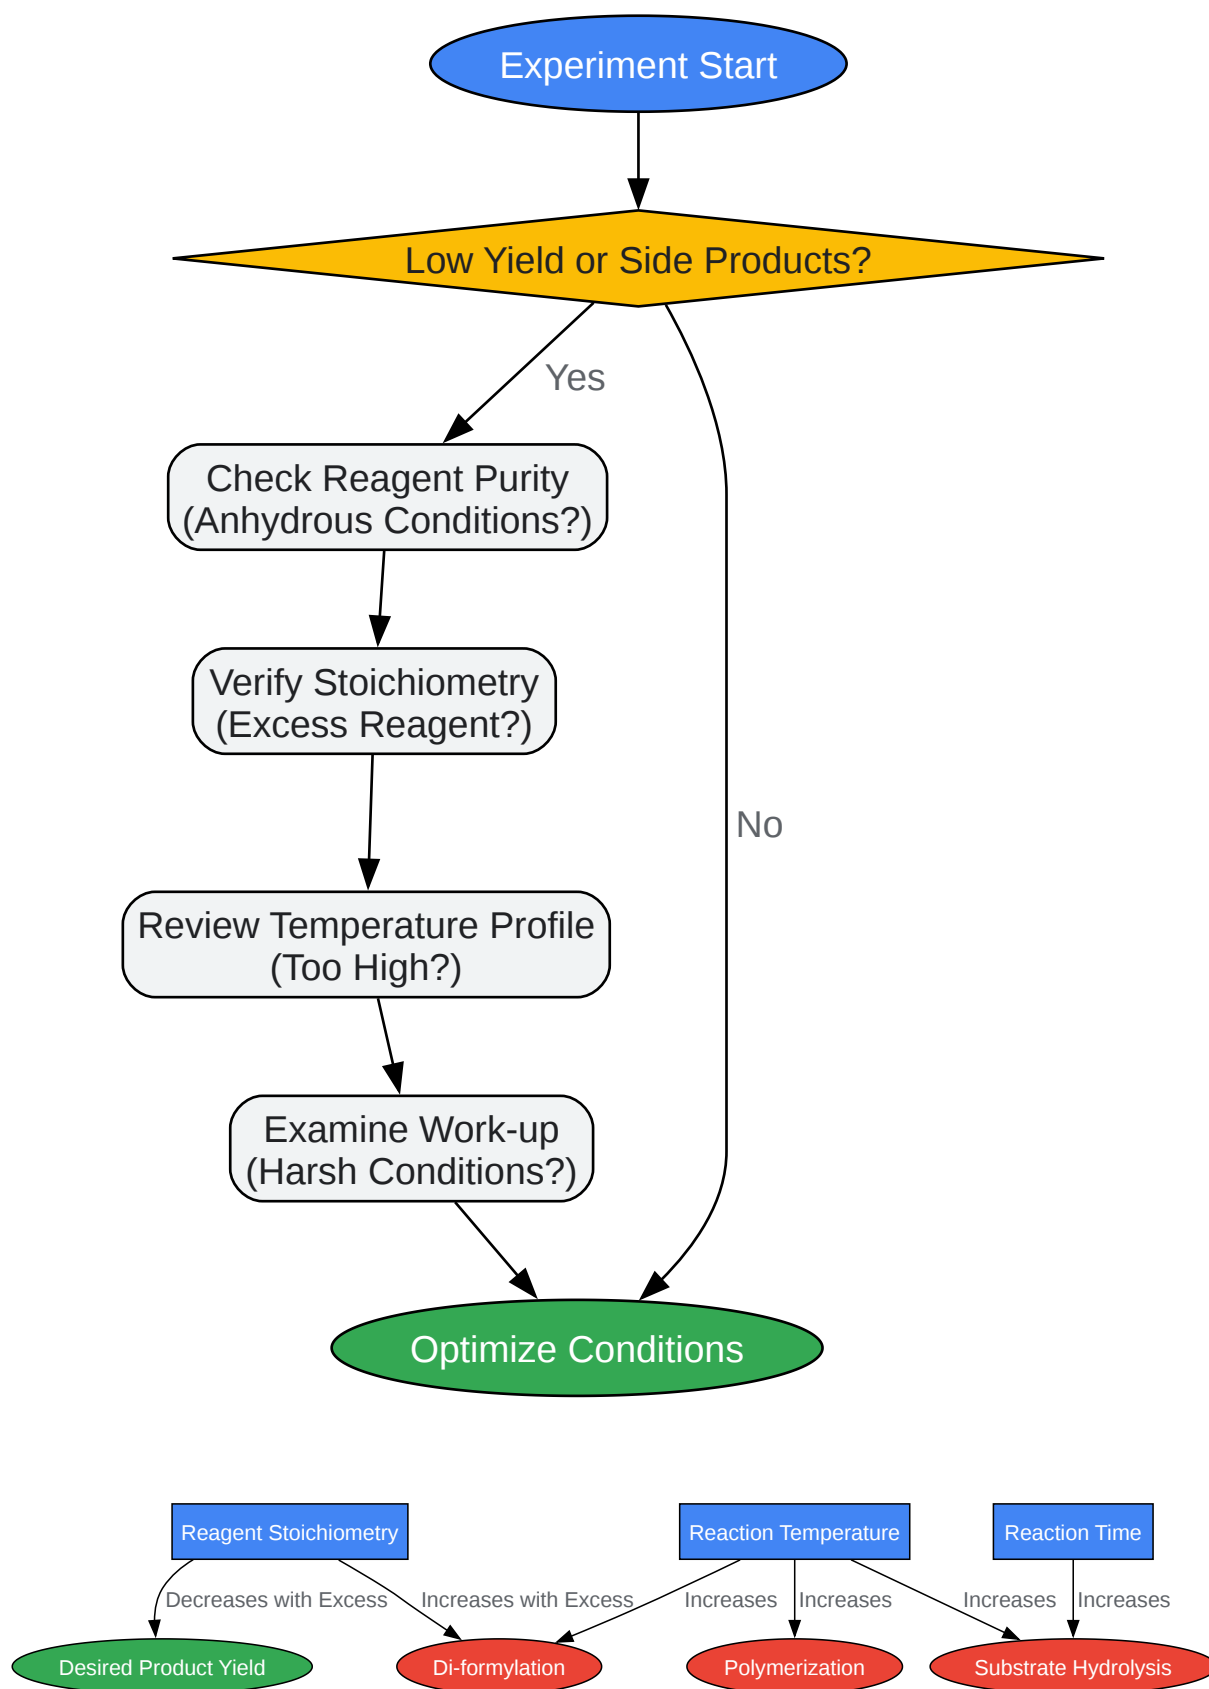 Experiment Start
Low Yield or Side Products?
Yes
Check Reagent Purity
(Anhydrous Conditions?)
Verify Stoichiometry
(Excess Reagent?)
No
Review Temperature Profile
(Too High?)
Examine Work-up
(Harsh Conditions?)
Optimize Conditions
Reagent Stoichiometry
Reaction Temperature
Reaction Time
Decreases with Excess
Increases with Excess
Increases
Increases
Increases
Increases
Desired Product Yield
Di-formylation
Polymerization
Substrate Hydrolysis